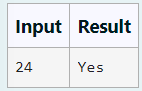 Input Result
24 Yes